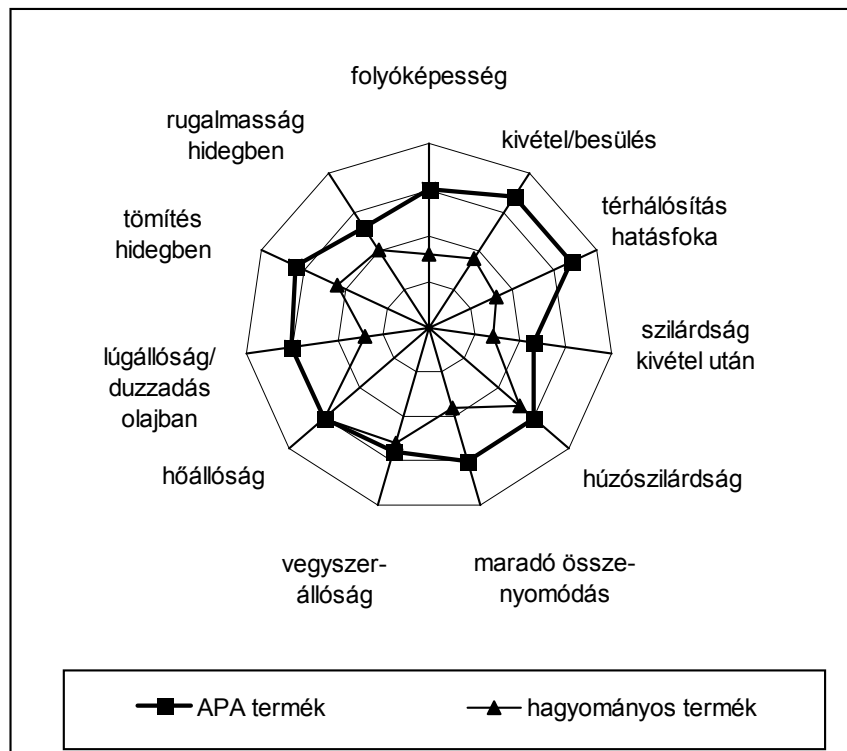 folyóképesség
kivétel/besülés
térhálósítás
hatásfoka
szilárdság
kivétel után
húzószilárdság
maradó össze-
nyomódás
vegyszer-
állóság
hőállóság
lúgállóság/
duzzadás
olajban
tömítés
hidegben
rugalmasság
hidegben
APA termék
hagyományos termék